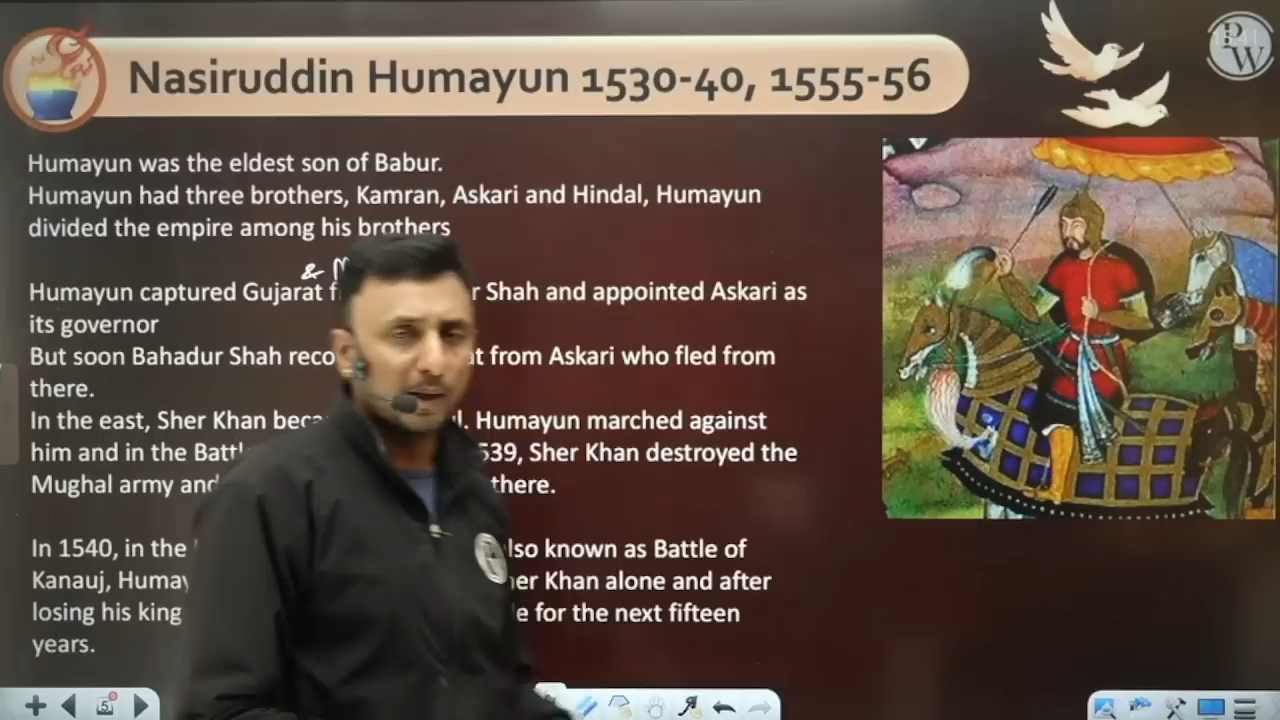 Nasiruddin Humayun 1530-40, 1555-56
PW
Humayun was the eldest son of Babur.
Humayun had three brothers, Kamran, Askari and Hindal, Humayun
divided the empire among his brothers
&
Humayun captured Gujarat r Shah and appointed Askari as
its governor
But soon Bahadur Shah reco from Askari who fled from
there.
In the east, Sher Khan beca Humayun marched against
him and in the Battl 539, Sher Khan destroyed the
Mughal army and there.
In 1540, in the lso known as Battle of
Kanauj, Humay her Khan alone and after
losing his king e for the next fifteen
years.
5